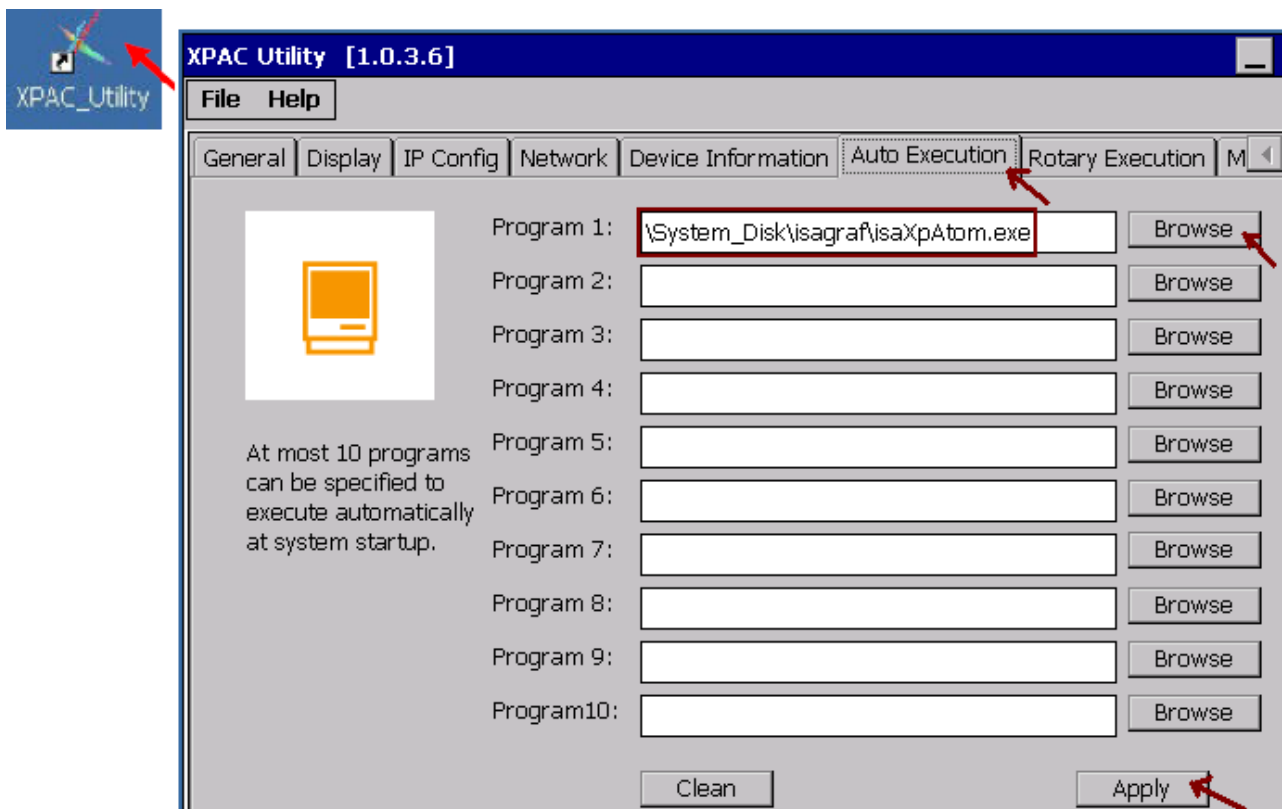 XPAC_Utility
XPAC Utility [1.0.3.6]
File Help
General Display IP Config Network Device Information Auto Execution Rotary Execution M
Program 1: \System_Disk\isagraf\isaXpAtom.exe Browse
Program 2: Browse
Program 3: Browse
Program 4: Browse
At most 10 programs
can be specified to
execute automatically
at system startup.
Program 5: Browse
Program 6: Browse
Program 7: Browse
Program 8: Browse
Program 9: Browse
Program10: Browse
Clean Apply